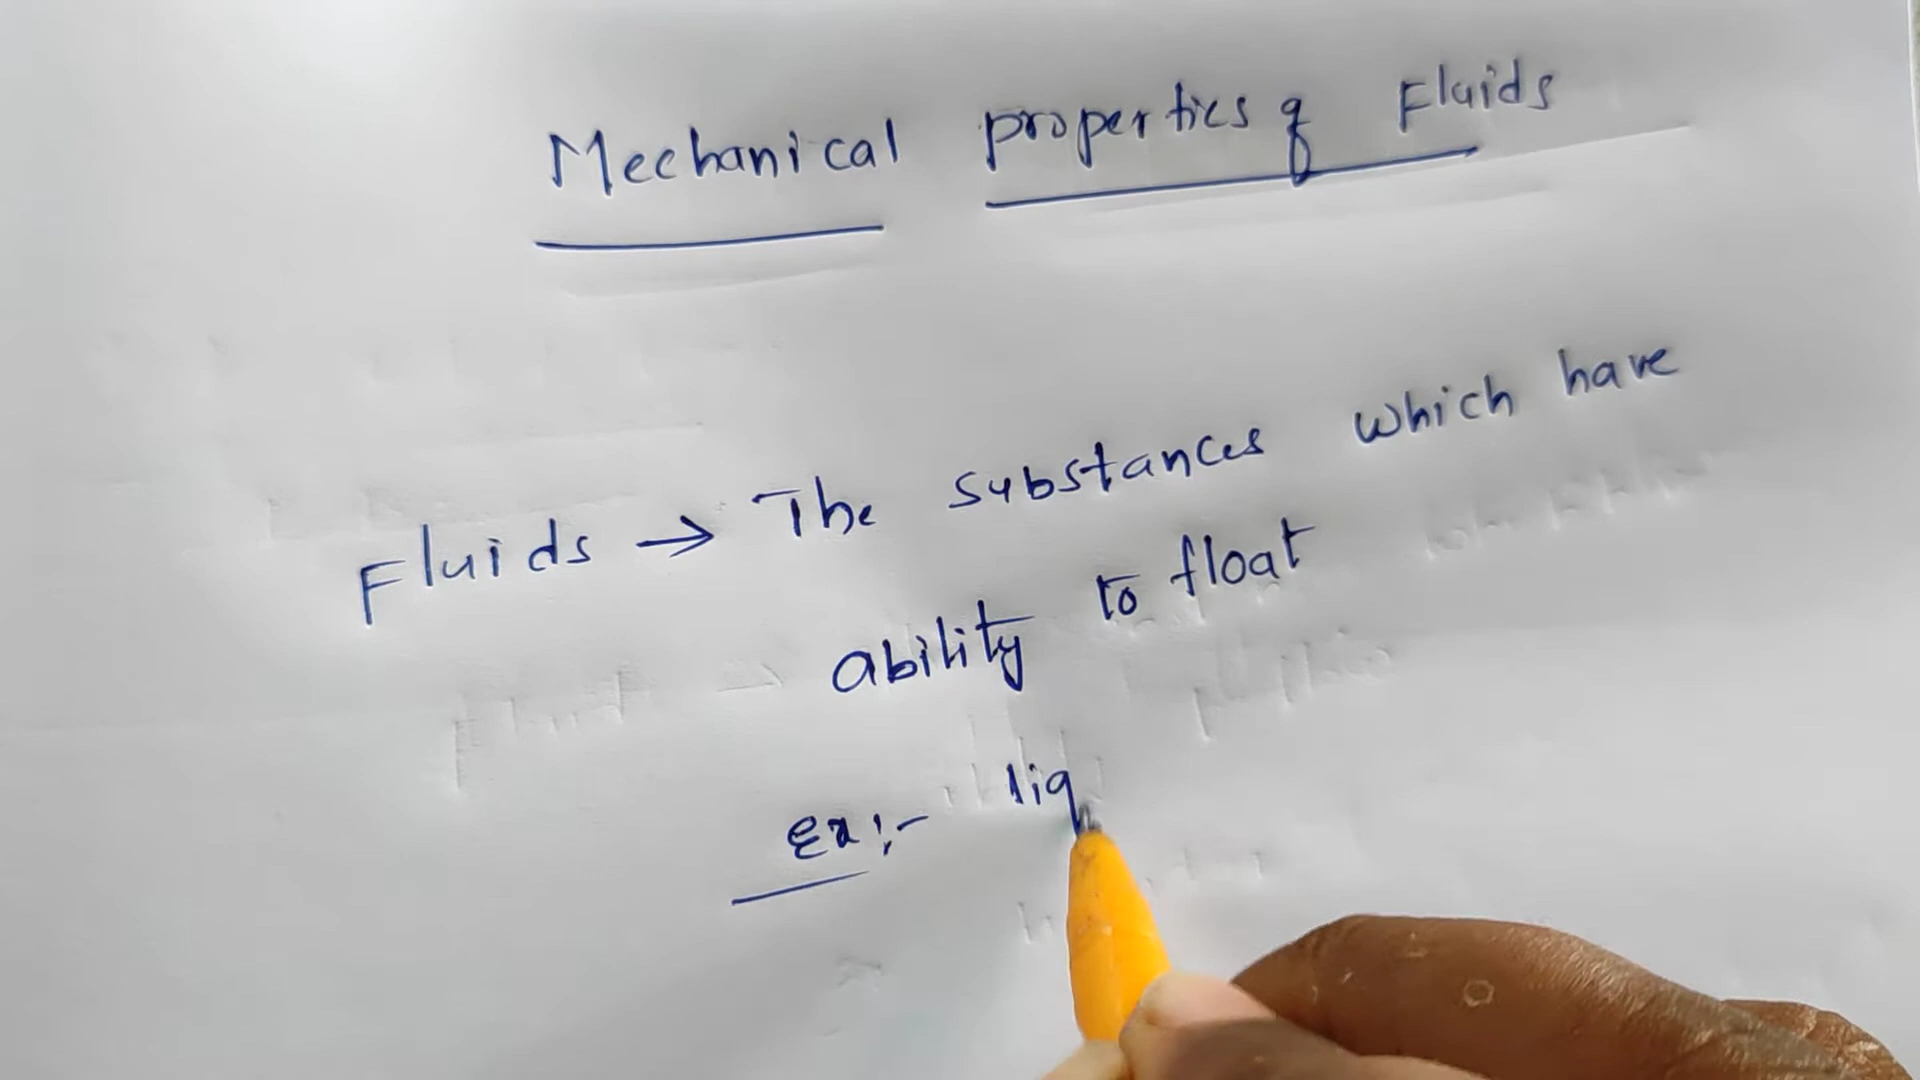 Mechanical properties of Fluids
Fluids → The substances which have
ability to float
Ex:- liq